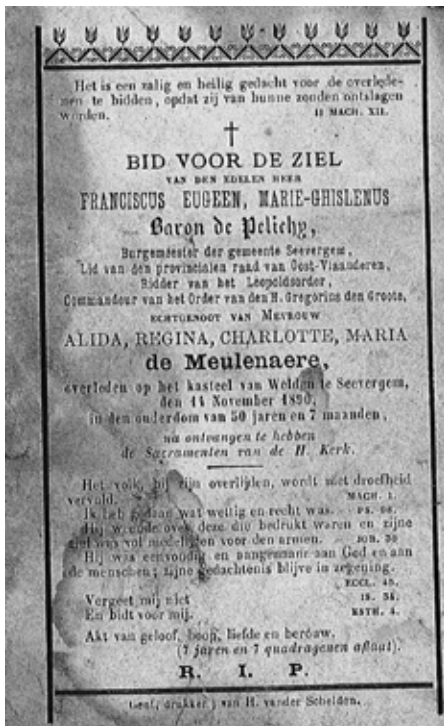 Het is een zalig en heilig gedacht voor de overlede-
nen te bidden, opdat zij van hunne zonden ontslagen
worden. II MACH. XII.
BID VOOR DE ZIEL
VAN DEN EDELEN HEER
FRANCISCUS EUGEEN, MARIE-GHISLENUS
Baron de Pelichy,
Burgemeester der gemeente Seevergem,
Lid van den provincialen raad van Oost-Vlaanderen,
Ridder van het Leopoldsorder,
Commandeur van het Order van den H. Gregorius den Groote,
ECHTGENOOT VAN MEVROUW
ALIDA, REGINA, CHARLOTTE, MARIA
de Meulenaere,
overleden op het kasteel van Welden te Seevergem,
den 11 November 1890,
in den ouderdom van 50 jaren en 7 maanden,
na ontvangen te hebben
de Sacramenten van de H. Kerk.
Het volk, bij zijn overlijden, wordt met droefheid
vervuld. MACH. 1.
Ik heb gedaan wat wettig en recht was. PS. 98.
Hij weende over deze die bedrukt waren en zijne
ziel was vol medelijden voor den armen. JOB. 30
Hij was eenvoudig en aangenaam aan God en aan
de menschen; zijne gedachtenis blijve in zegening.
ECCL. 45.
Vergeet mij niet IS. 38.
En bidt voor mij. ESTH. 4.
Akt van geloof, hoop, liefde en berouw.
(7 jaren en 7 quadragenen aflaat).
R. I. P.
Gent, drukkerij van H. vander Schelden.